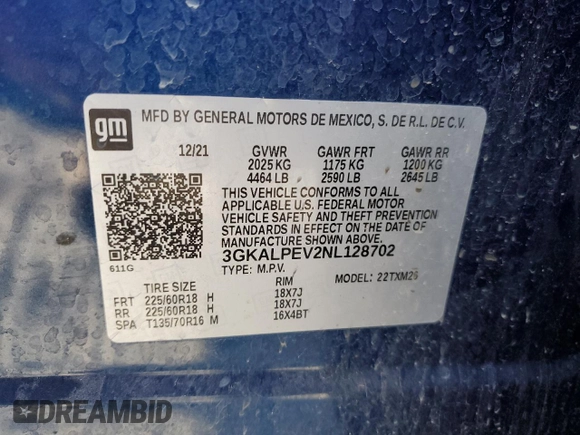 gm
MFD BY GENERAL MOTORS DE MEXICO, S. DE R.L. DE C.V.
12/21 GVWR GAWR FRT GAWR RR
2025 KG 1175 KG 1200 KG
4464 LB 2590 LB 2645 LB
THIS VEHICLE CONFORMS TO ALL
APPLICABLE U.S. FEDERAL MOTOR
VEHICLE SAFETY AND THEFT PREVENTION
STANDARDS IN EFFECT ON THE DATE OF
MANUFACTURE SHOWN ABOVE.
3GKALPEV2NL128702
611G
TYPE: M.P.V. MODEL: 22TXM26
TIRE SIZE RIM
FRT 225/60R18 H 18X7J
RR 225/60R18 H 18X7J
SPA T135/70R16 M 16X4BT
DREAMBID